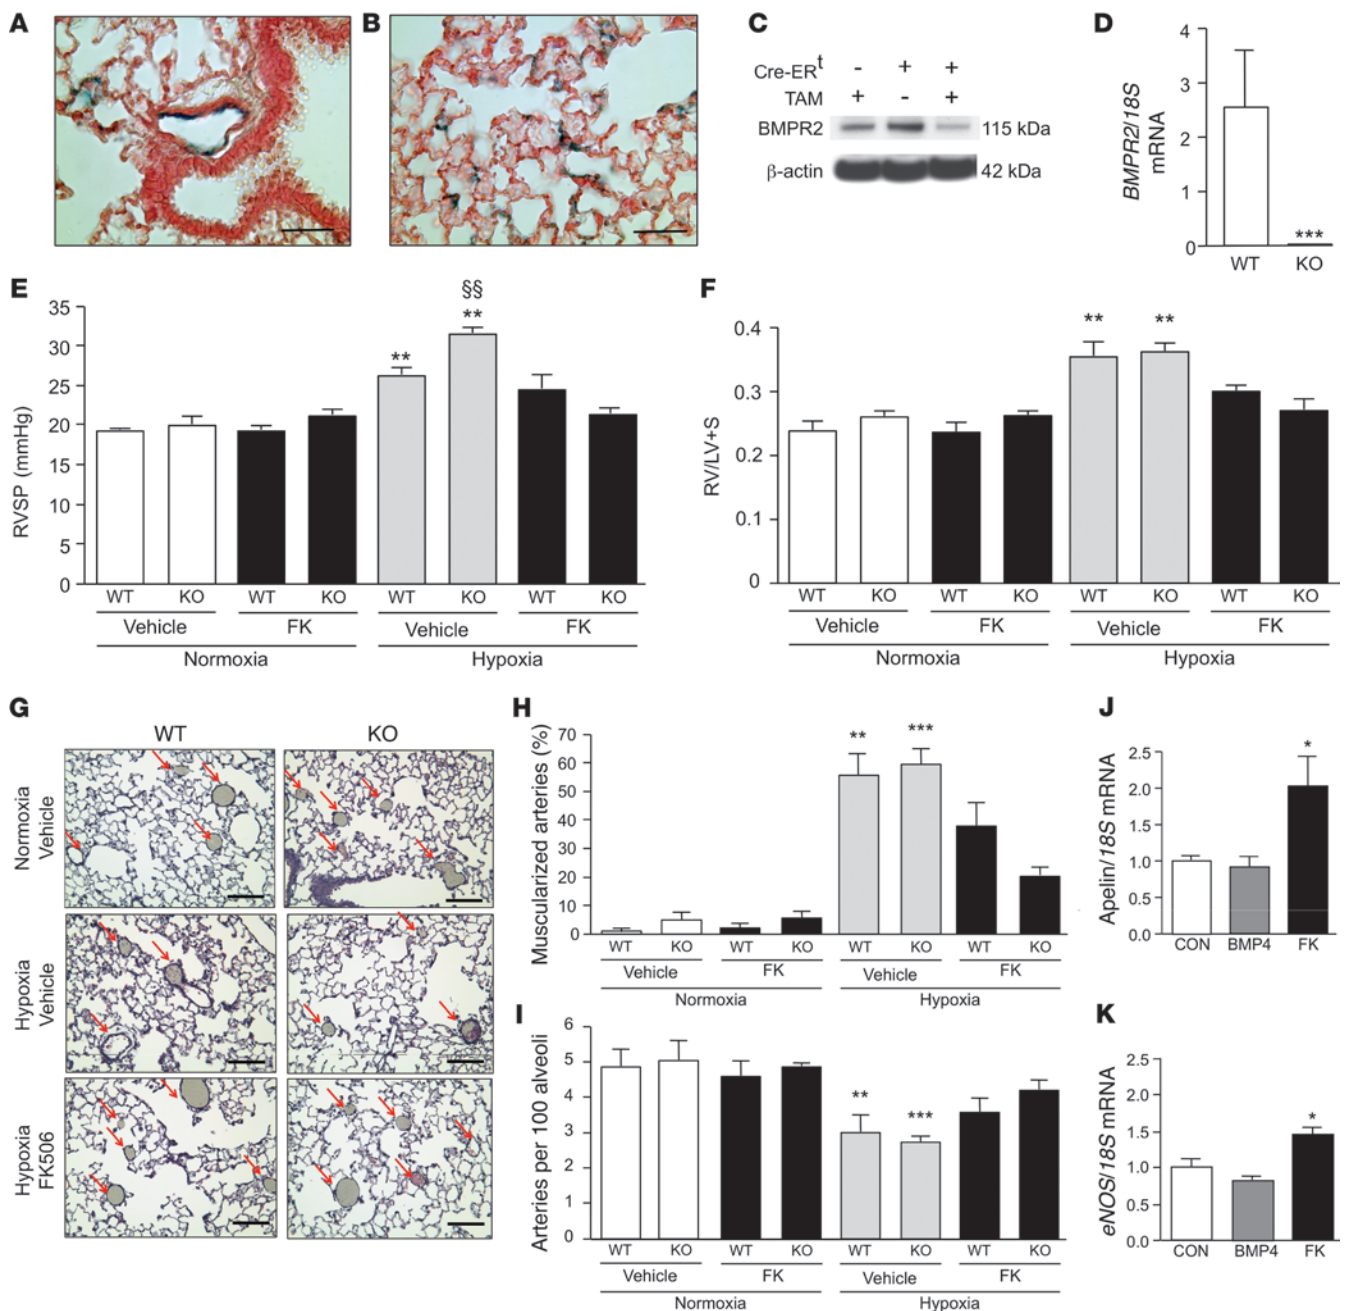 A
B
C
Cre-ERt - + +
TAM + - +
BMPR2 115 kDa
β-actin 42 kDa
D
BMPR2/18S
mRNA
4
3
2
1
0
***
WT KO
E
RVSP (mmHg)
35
30
25
20
15
10
5
0
**
§§
**
WT KO WT KO WT KO WT KO
Vehicle FK Vehicle FK
Normoxia Hypoxia
F
RV/LV+S
0.4
0.3
0.2
0.1
0
** **
WT KO WT KO WT KO WT KO
Vehicle FK Vehicle FK
Normoxia Hypoxia
G
WT KO
Normoxia
Vehicle
Hypoxia
Vehicle
Hypoxia
FK506
H
Muscularized arteries (%)
70
60
50
40
30
20
10
0
** ***
WT KO WT KO WT KO WT KO
Vehicle FK Vehicle FK
Normoxia Hypoxia
I
Arteries per 100 alveoli
6
5
4
3
2
1
0
** ***
WT KO WT KO WT KO WT KO
Vehicle FK Vehicle FK
Normoxia Hypoxia
J
Apelin/18S mRNA
2.5
2.0
1.5
1.0
0.5
0.0
*
CON BMP4 FK
K
eNOS/18S mRNA
2.5
2.0
1.5
1.0
0.5
0.0
*
CON BMP4 FK